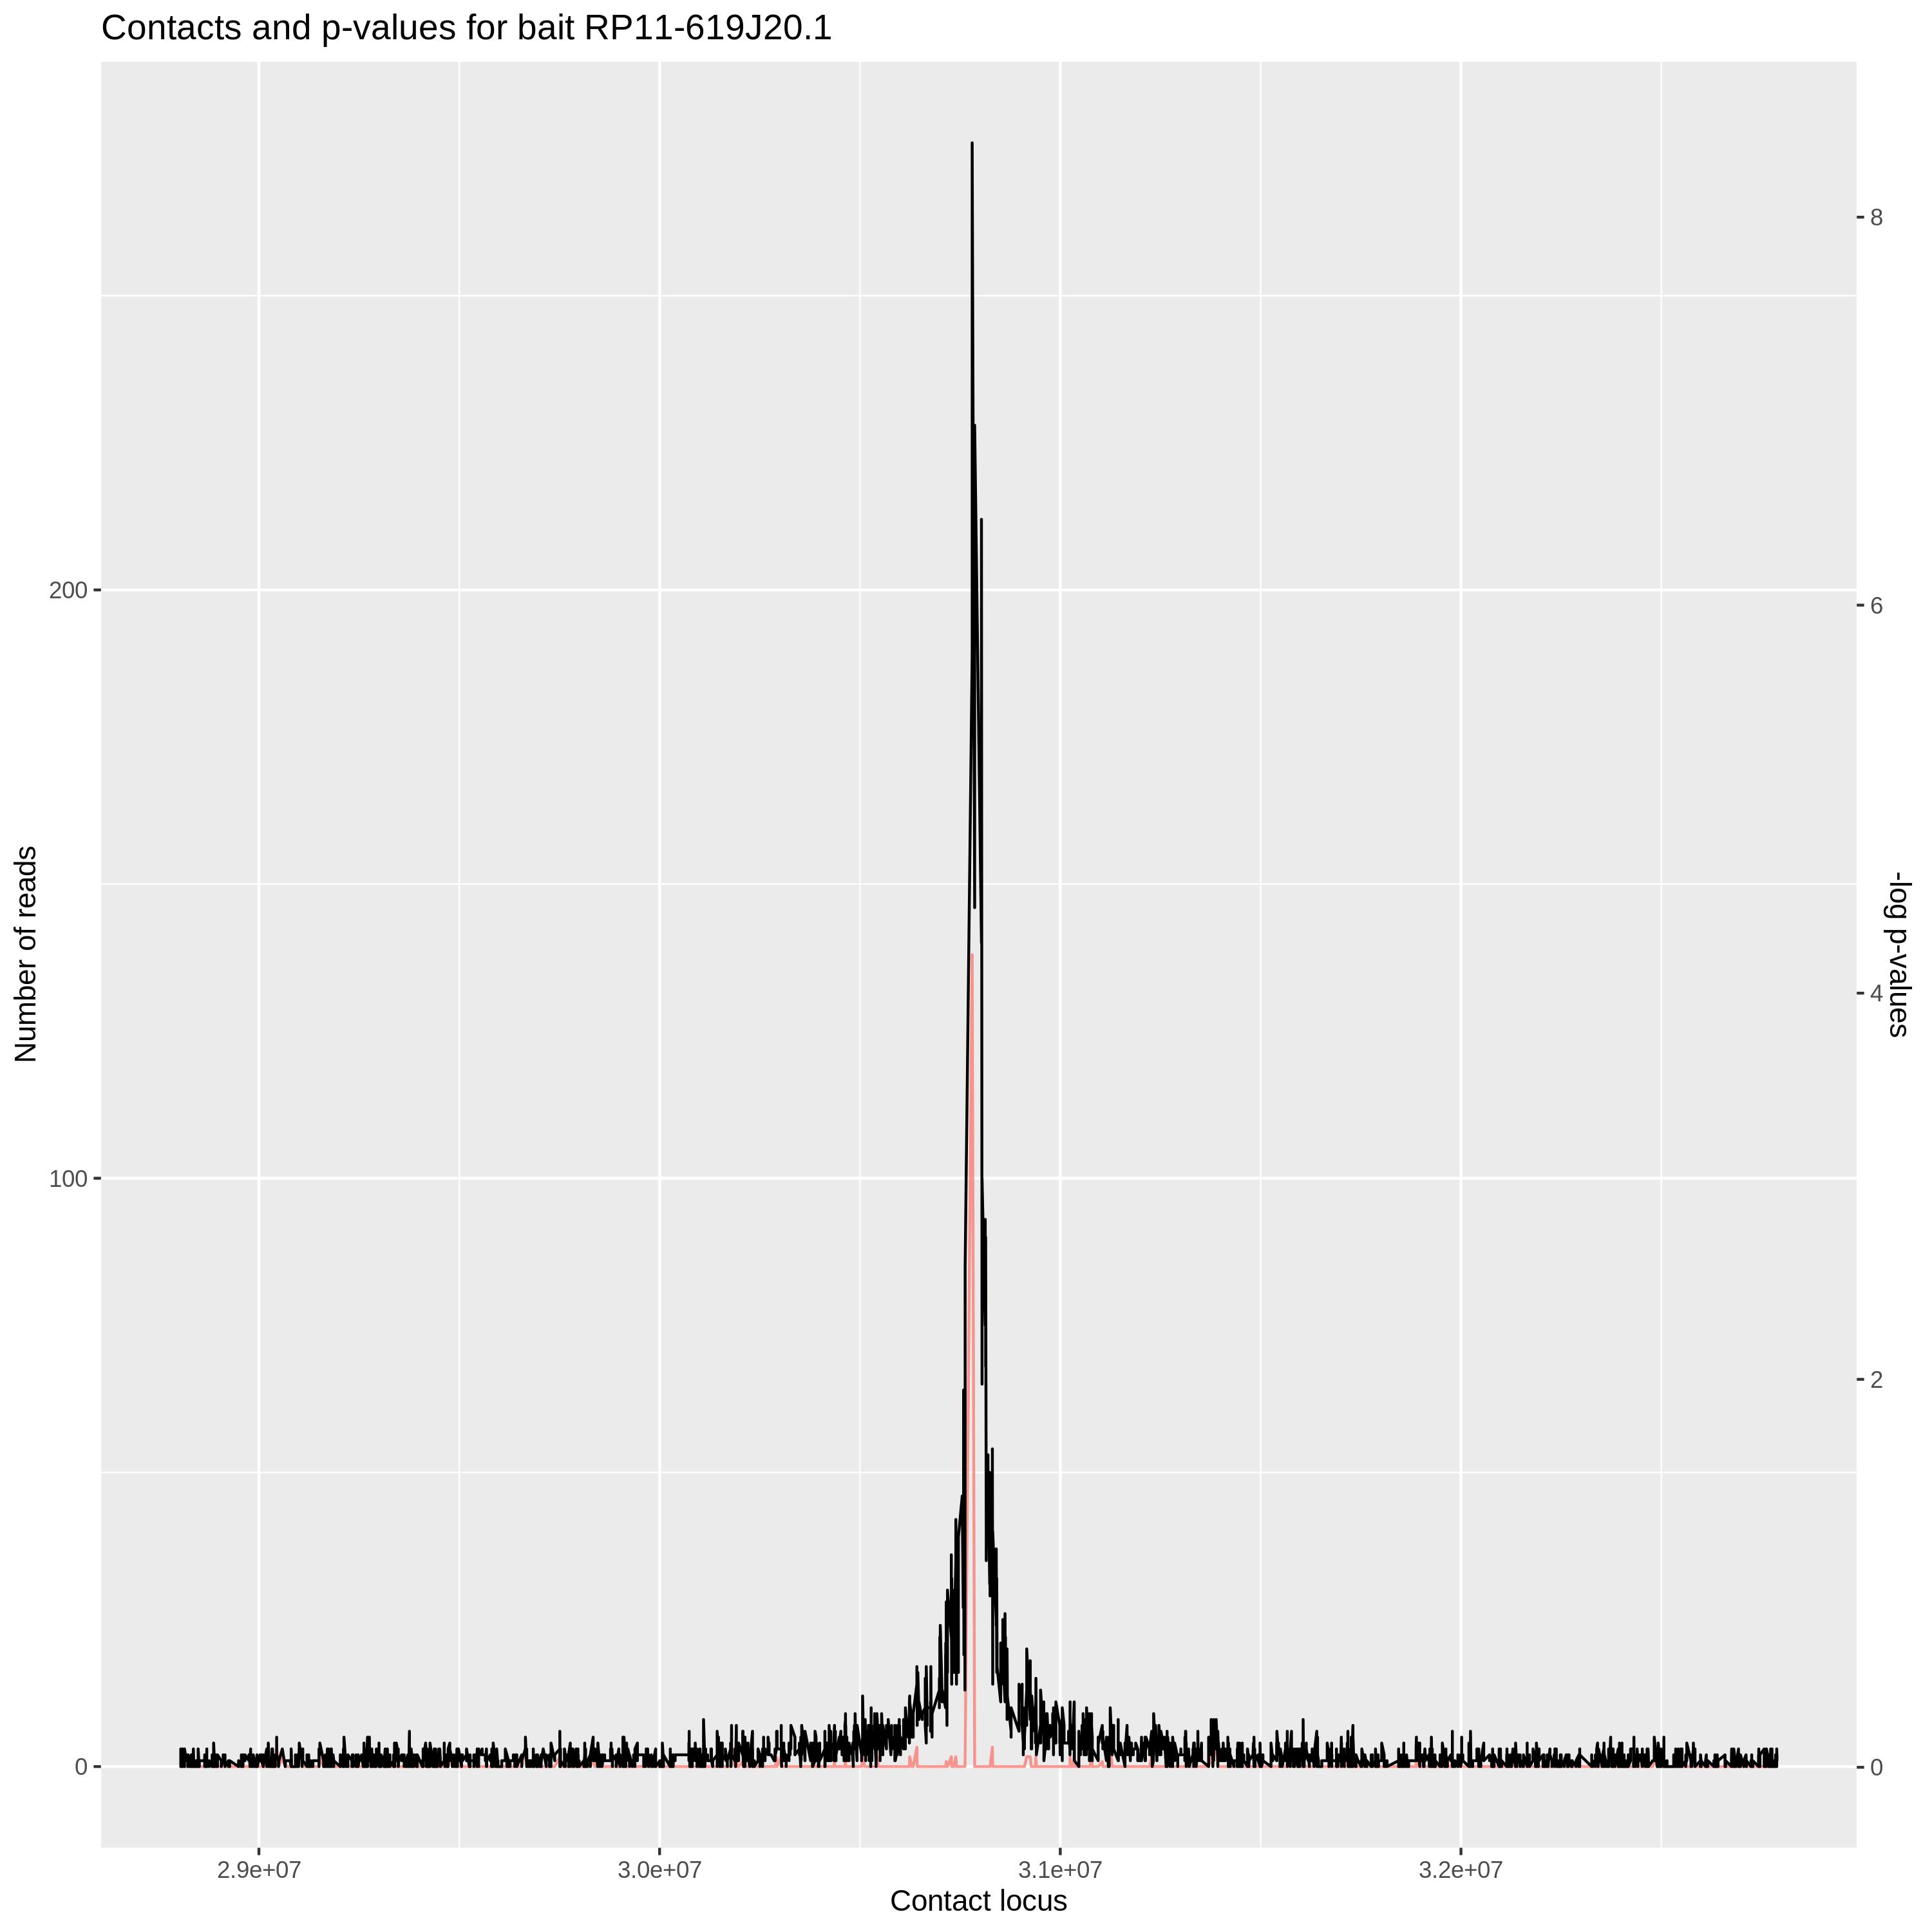 Contacts and p-values for bait RP11-619J20.1
Number of reads
200
100
0
8
6
4
2
0
-log p-values
2.9e+07
3.0e+07
3.1e+07
3.2e+07
Contact locus